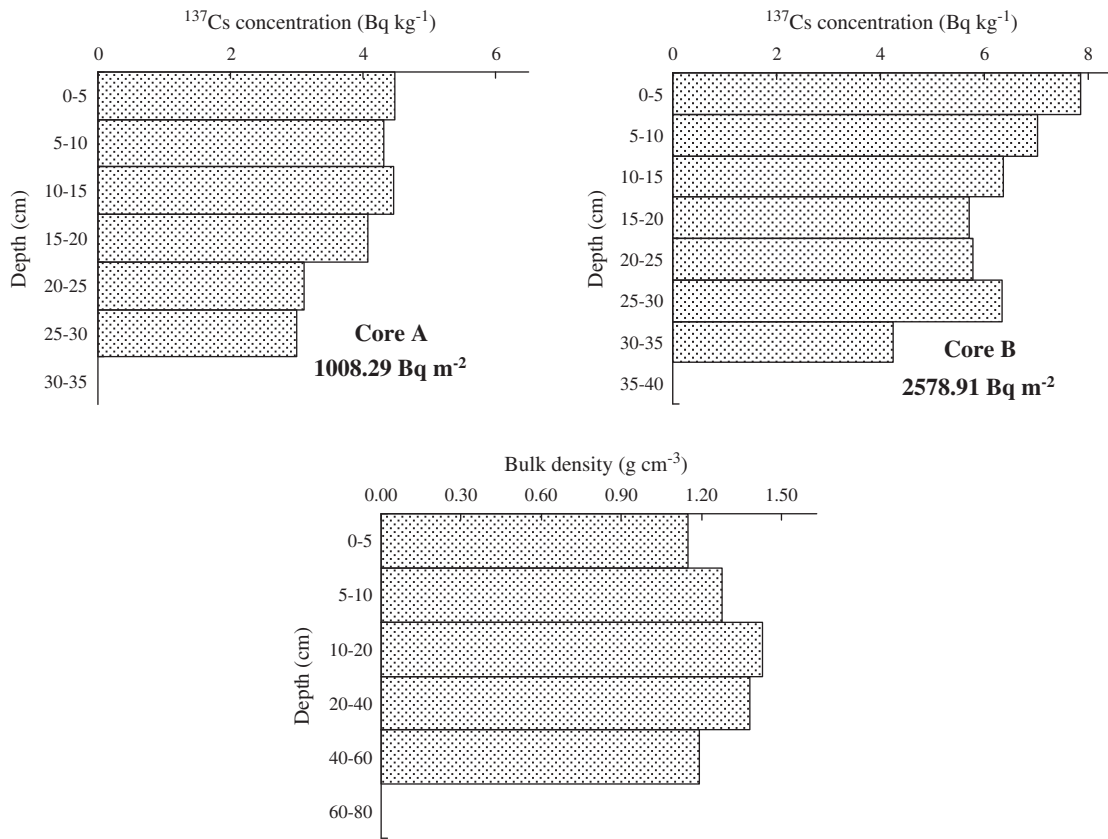 ¹³⁷Cs concentration (Bq kg⁻¹)
0 2 4 6
Depth (cm)
0-5
5-10
10-15
15-20
20-25
25-30
30-35
Core A
1008.29 Bq m⁻²
¹³⁷Cs concentration (Bq kg⁻¹)
0 2 4 6 8
Depth (cm)
0-5
5-10
10-15
15-20
20-25
25-30
30-35
35-40
Core B
2578.91 Bq m⁻²
Bulk density (g cm⁻³)
0.00 0.30 0.60 0.90 1.20 1.50
Depth (cm)
0-5
5-10
10-20
20-40
40-60
60-80